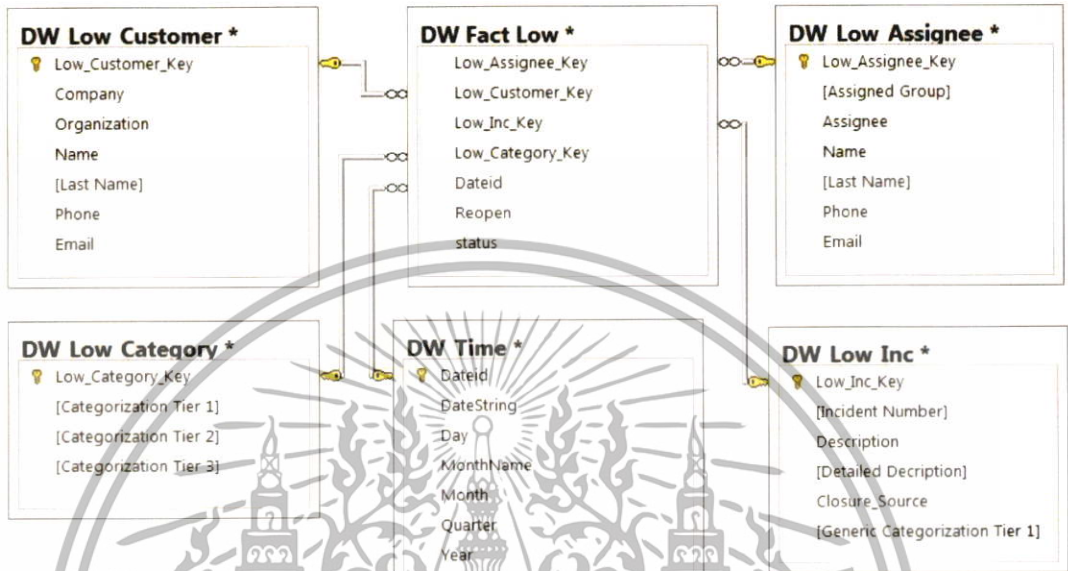 DW Low Customer *
Low_Customer_Key
Company
Organization
Name
[Last Name]
Phone
Email
DW Fact Low *
Low_Assignee_Key
Low_Customer_Key
Low_Inc_Key
Low_Category_Key
Dateid
Reopen
status
DW Low Assignee *
Low_Assignee_Key
[Assigned Group]
Assignee
Name
[Last Name]
Phone
Email
DW Low Category *
Low_Category_Key
[Categorization Tier 1]
[Categorization Tier 2]
[Categorization Tier 3]
DW Time *
Dateid
DateString
Day
MonthName
Month
Quarter
Year
DW Low Inc *
Low_Inc_Key
[Incident Number]
Description
[Detailed Decription]
Closure_Source
[Generic Categorization Tier 1]